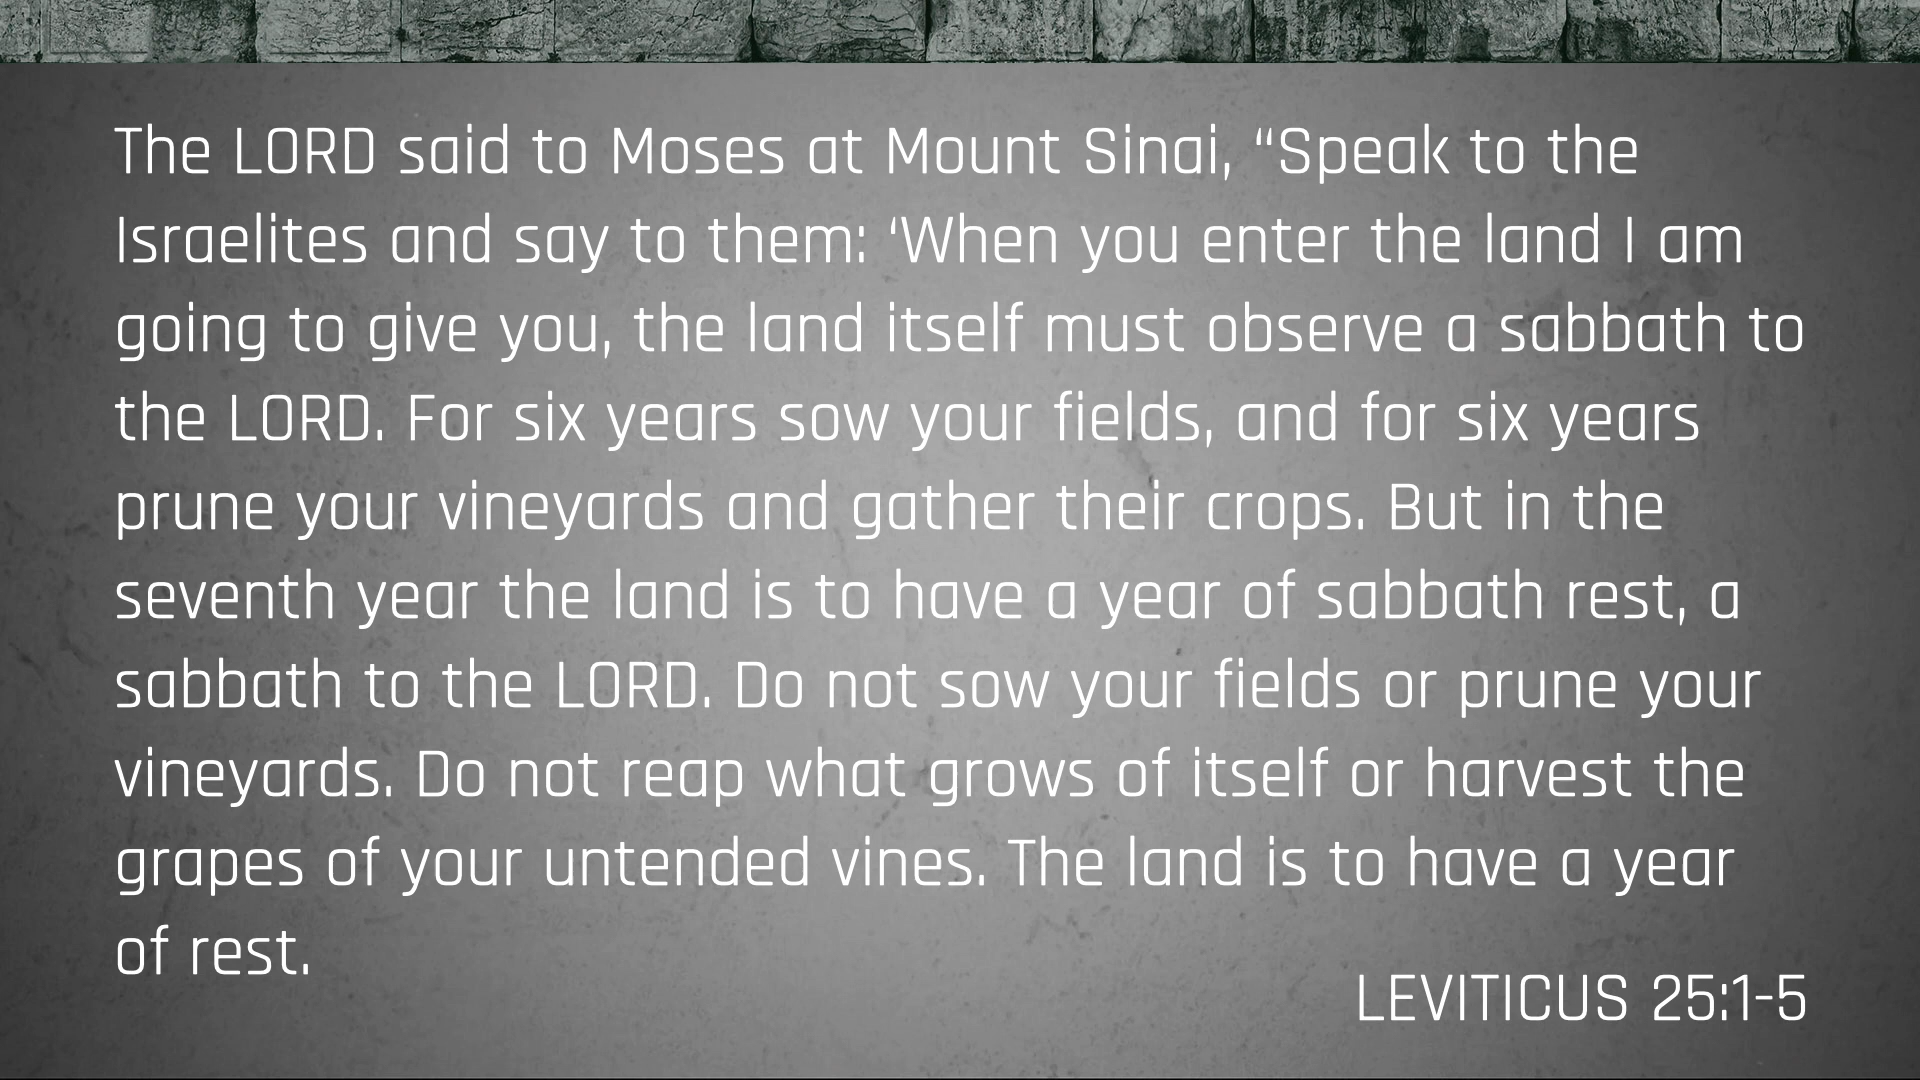 The LORD said to Moses at Mount Sinai, “Speak to the
Israelites and say to them: ‘When you enter the land I am
going to give you, the land itself must observe a sabbath to
the LORD. For six years sow your fields, and for six years
prune your vineyards and gather their crops. But in the
seventh year the land is to have a year of sabbath rest, a
sabbath to the LORD. Do not sow your fields or prune your
vineyards. Do not reap what grows of itself or harvest the
grapes of your untended vines. The land is to have a year
of rest.
LEVITICUS 25:1-5